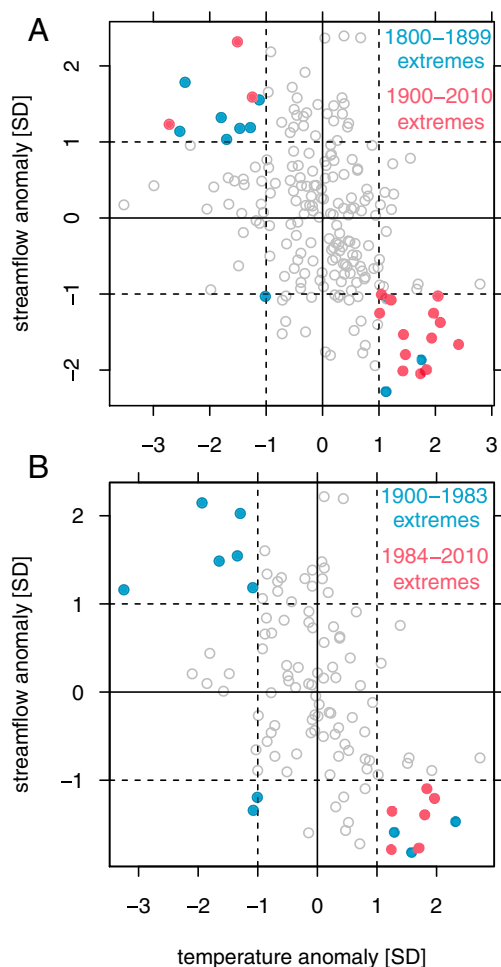 A
1800−1899
extremes
1900−2010
extremes
streamflow anomaly [SD]
2
1
0
−1
−2
−3 −2 −1 0 1 2 3
B
1900−1983
extremes
1984−2010
extremes
streamflow anomaly [SD]
2
1
0
−1
−3 −2 −1 0 1 2
temperature anomaly [SD]